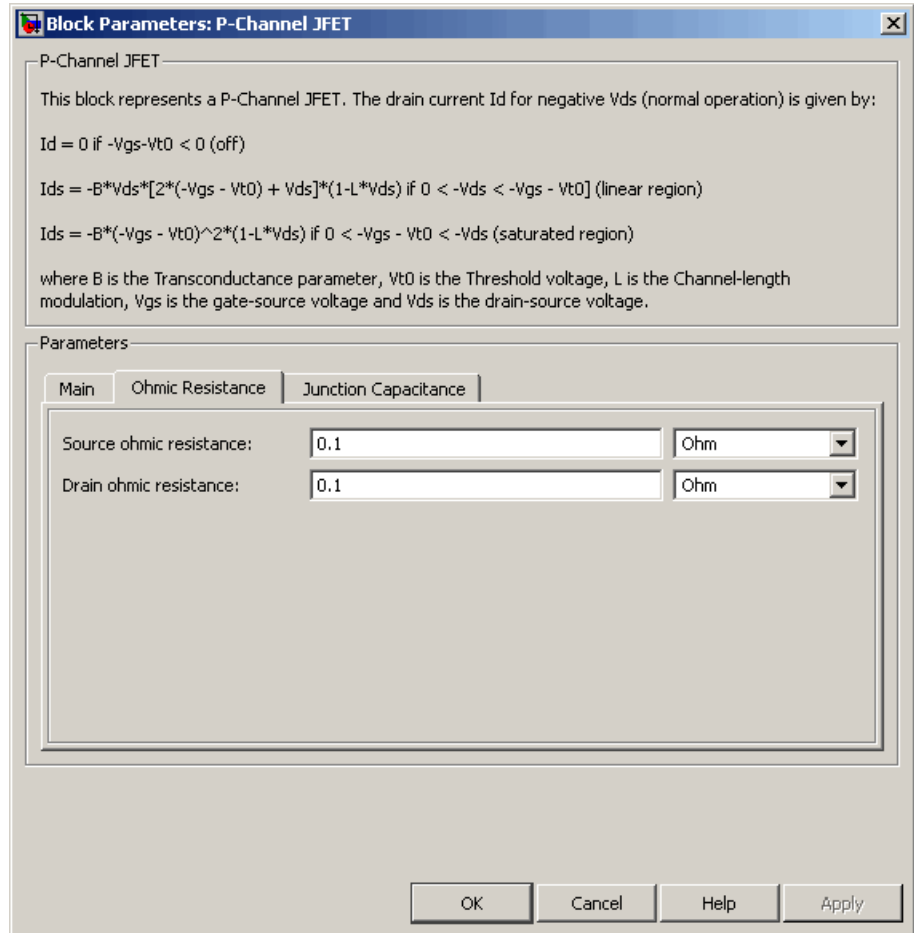 Block Parameters: P-Channel JFET
P-Channel JFET
This block represents a P-Channel JFET. The drain current Id for negative Vds (normal operation) is given by:
Id = 0 if -Vgs-Vt0 < 0 (off)
Ids = -B*Vds*[2*(-Vgs - Vt0) + Vds]*(1-L*Vds) if 0 < -Vds < -Vgs - Vt0] (linear region)
Ids = -B*(-Vgs - Vt0)^2*(1-L*Vds) if 0 < -Vgs - Vt0 < -Vds (saturated region)
where B is the Transconductance parameter, Vt0 is the Threshold voltage, L is the Channel-length
modulation, Vgs is the gate-source voltage and Vds is the drain-source voltage.
Parameters
Main Ohmic Resistance Junction Capacitance
Source ohmic resistance: 0.1 Ohm
Drain ohmic resistance: 0.1 Ohm
OK Cancel Help Apply